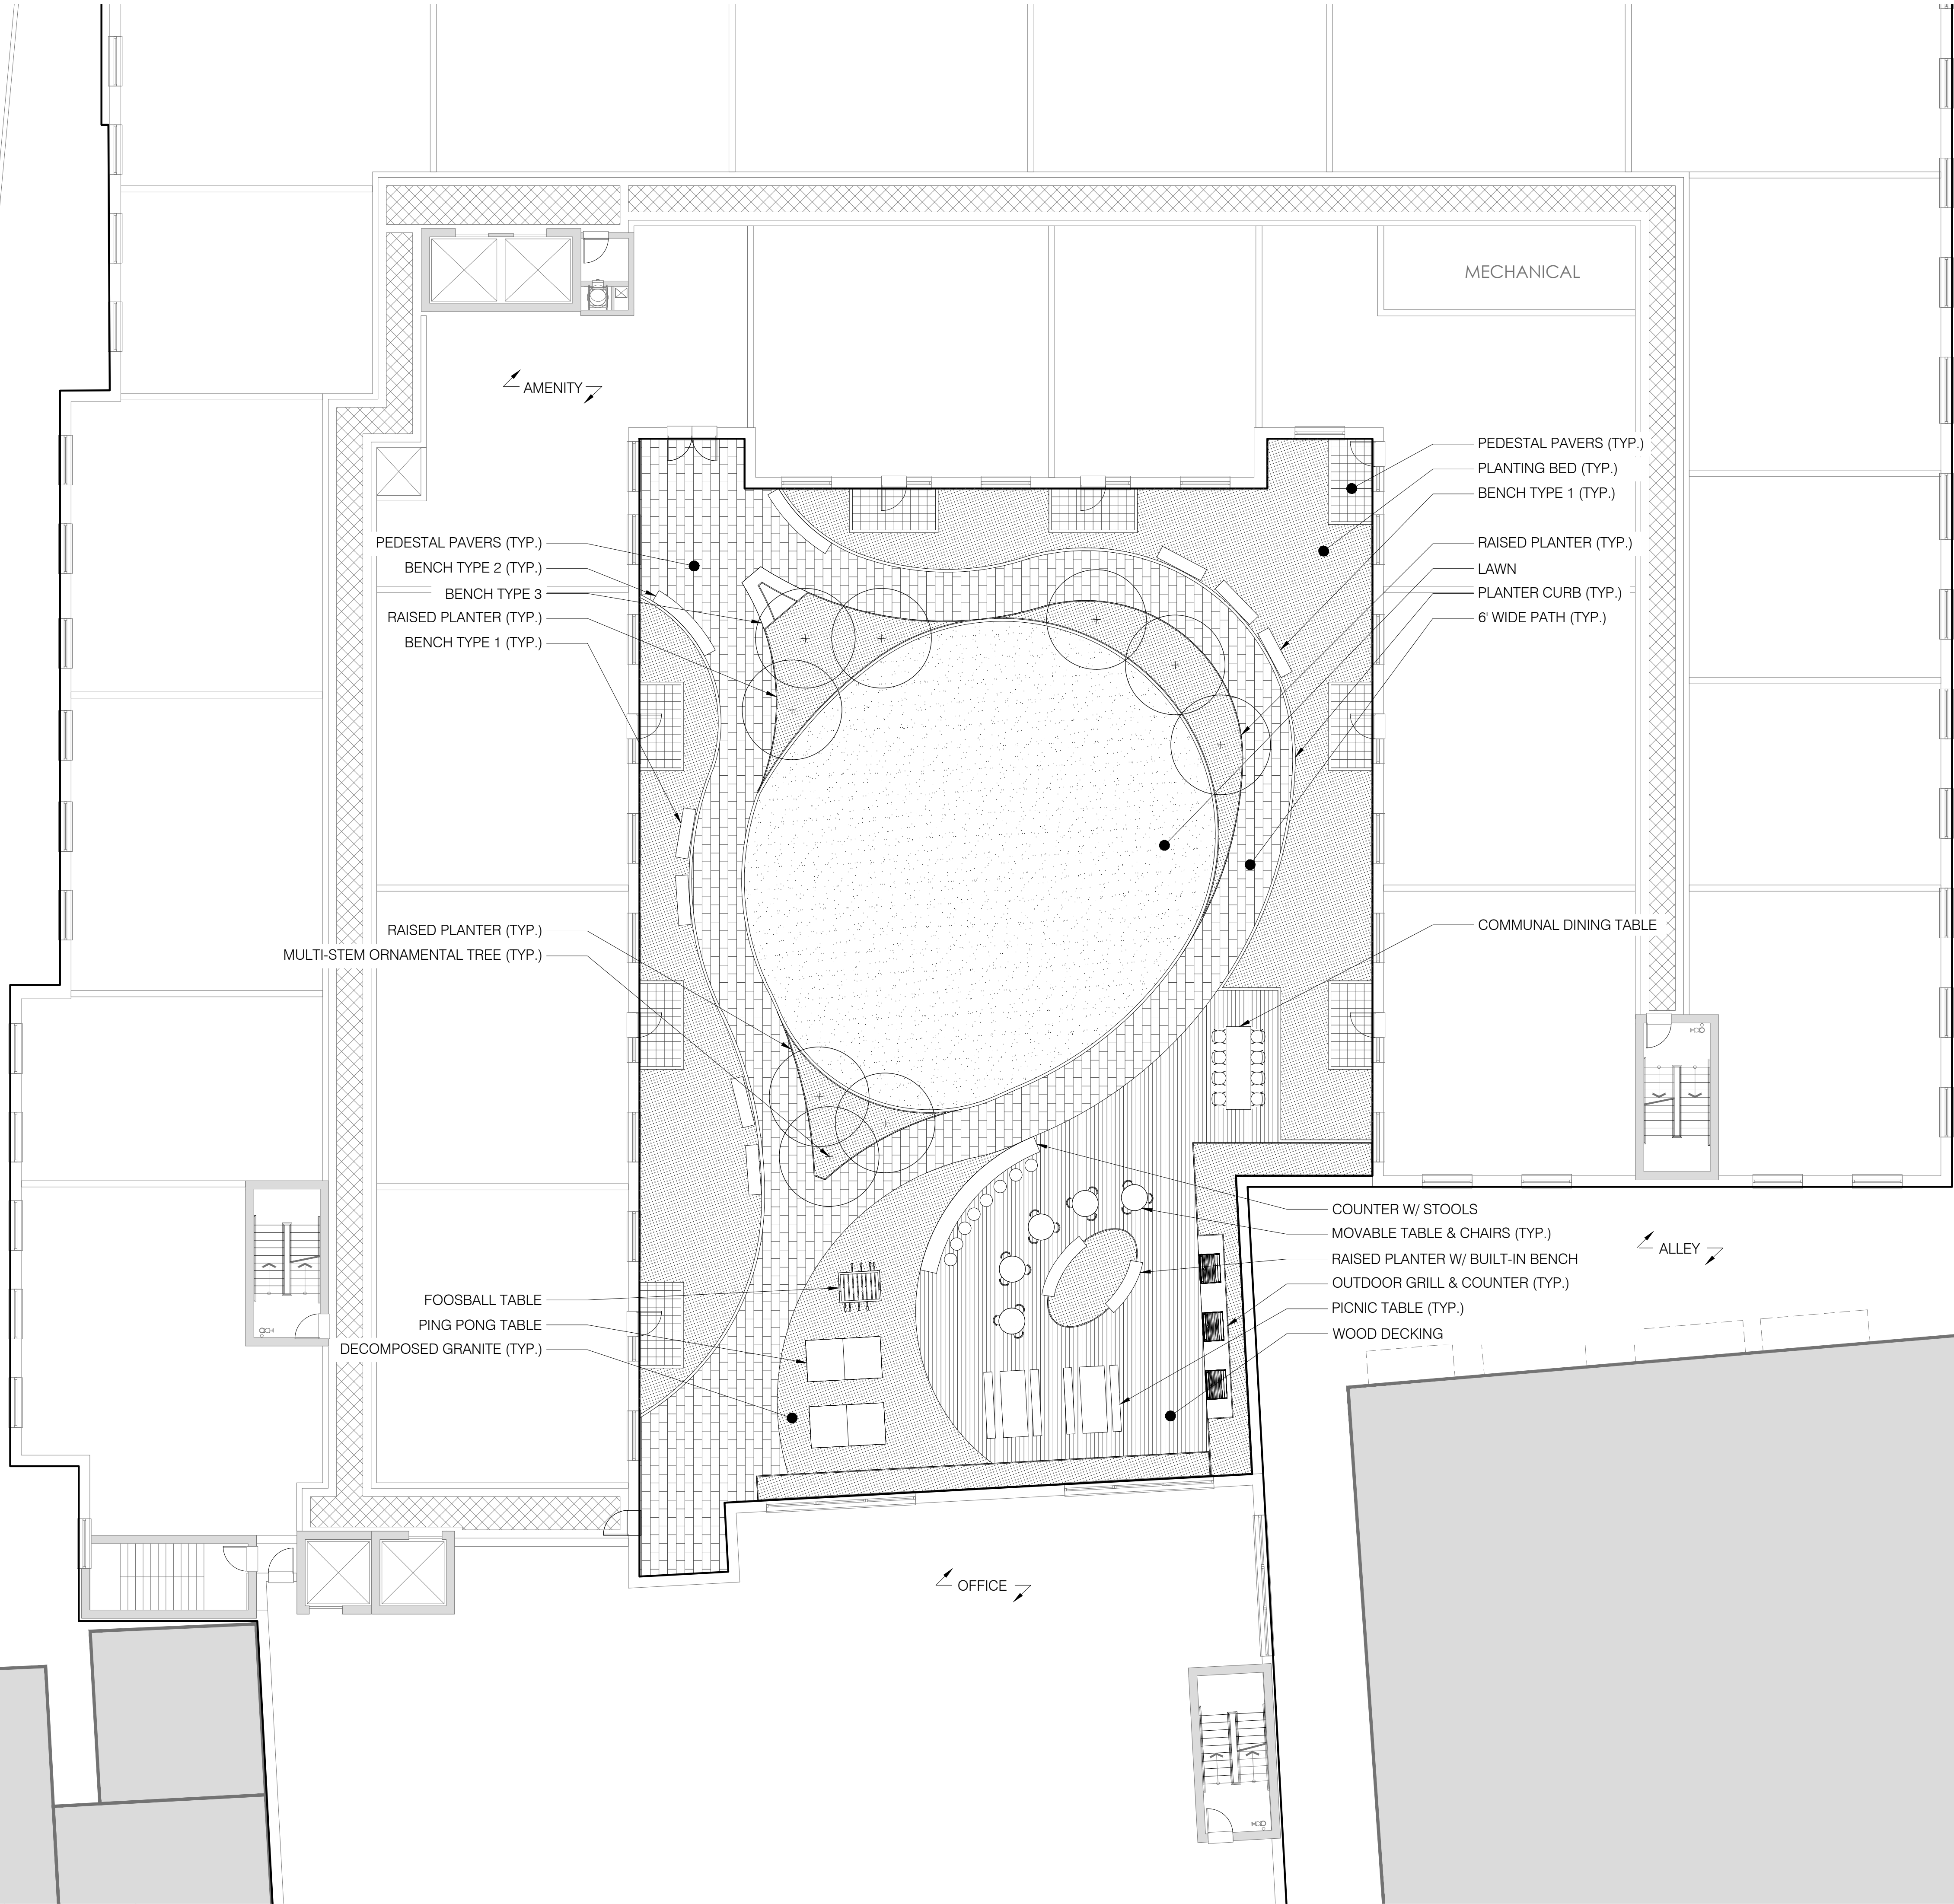 MECHANICAL
AMENITY
PEDESTAL PAVERS (TYP.)
PLANTING BED (TYP.)
BENCH TYPE 1 (TYP.)
PEDESTAL PAVERS (TYP.)
BENCH TYPE 2 (TYP.)
BENCH TYPE 3
RAISED PLANTER (TYP.)
BENCH TYPE 1 (TYP.)
RAISED PLANTER (TYP.)
LAWN
PLANTER CURB (TYP.)
6' WIDE PATH (TYP.)
RAISED PLANTER (TYP.)
MULTI-STEM ORNAMENTAL TREE (TYP.)
COMMUNAL DINING TABLE
COUNTER W/ STOOLS
MOVABLE TABLE & CHAIRS (TYP.)
RAISED PLANTER W/ BUILT-IN BENCH
OUTDOOR GRILL & COUNTER (TYP.)
PICNIC TABLE (TYP.)
WOOD DECKING
ALLEY
FOOSBALL TABLE
PING PONG TABLE
DECOMPOSED GRANITE (TYP.)
OFFICE